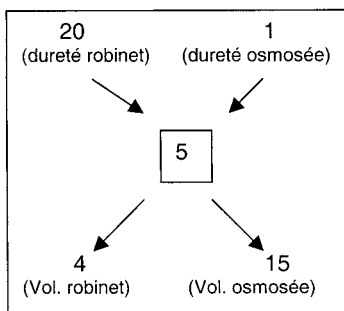 20 1
(dureté robinet) (dureté osmosée)
5
4 15
(Vol. robinet) (Vol. osmosée)